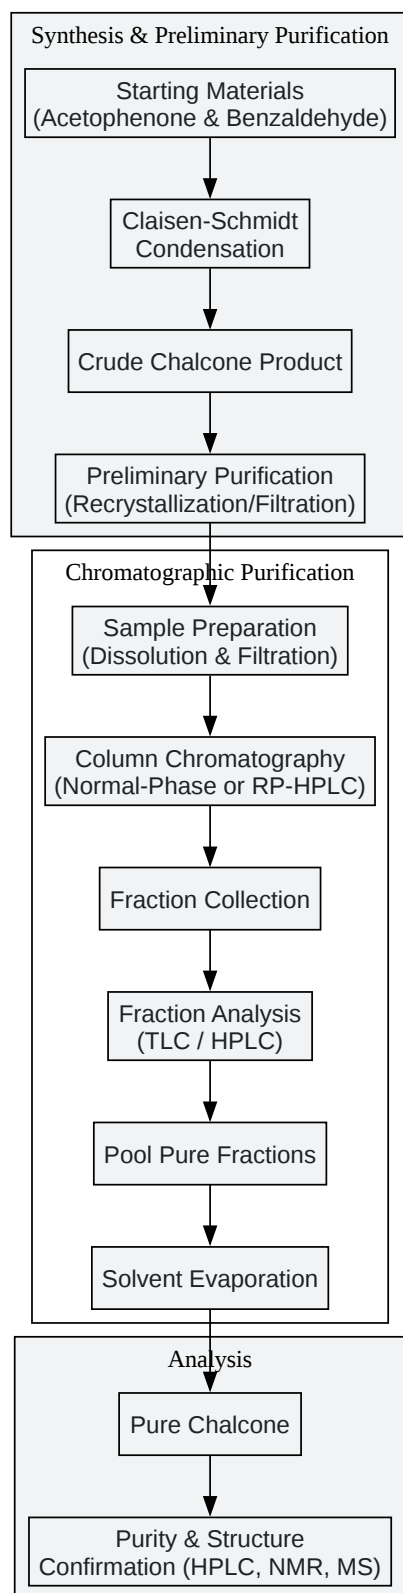 Synthesis & Preliminary Purification
Starting Materials
(Acetophenone & Benzaldehyde)
Claisen-Schmidt
Condensation
Crude Chalcone Product
Preliminary Purification
(Recrystallization/Filtration)
Chromatographic Purification
Sample Preparation
(Dissolution & Filtration)
Column Chromatography
(Normal-Phase or RP-HPLC)
Fraction Collection
Fraction Analysis
(TLC / HPLC)
Pool Pure Fractions
Solvent Evaporation
Analysis
Pure Chalcone
Purity & Structure
Confirmation (HPLC, NMR, MS)